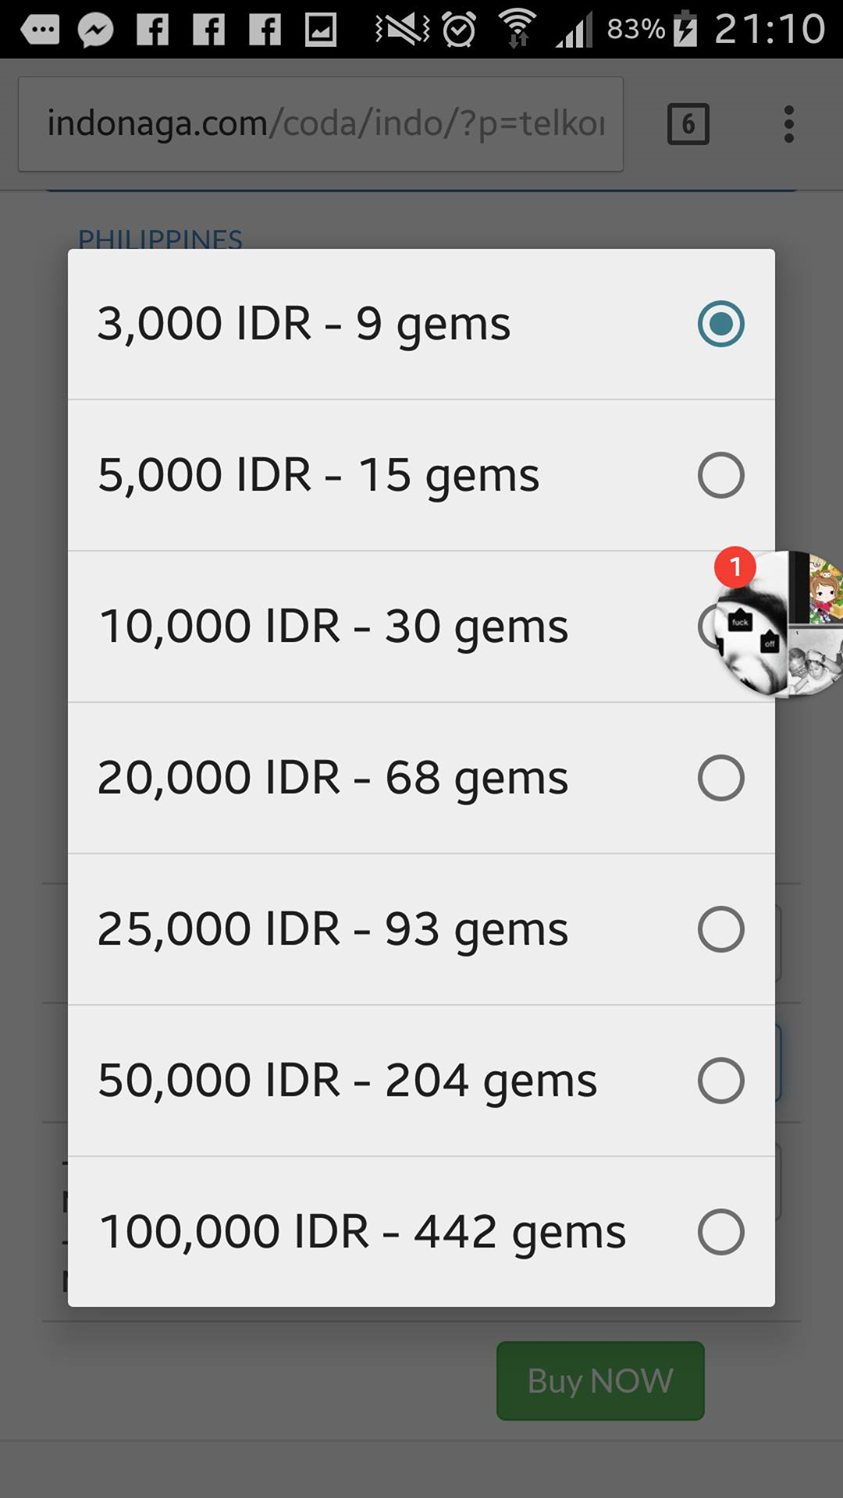 83% 21:10
indonaga.com/coda/indo/?p=telko
6
PHILIPPINES
3,000 IDR - 9 gems
5,000 IDR - 15 gems
1
10,000 IDR - 30 gems
fuck
off
20,000 IDR - 68 gems
25,000 IDR - 93 gems
50,000 IDR - 204 gems
100,000 IDR - 442 gems
Buy NOW